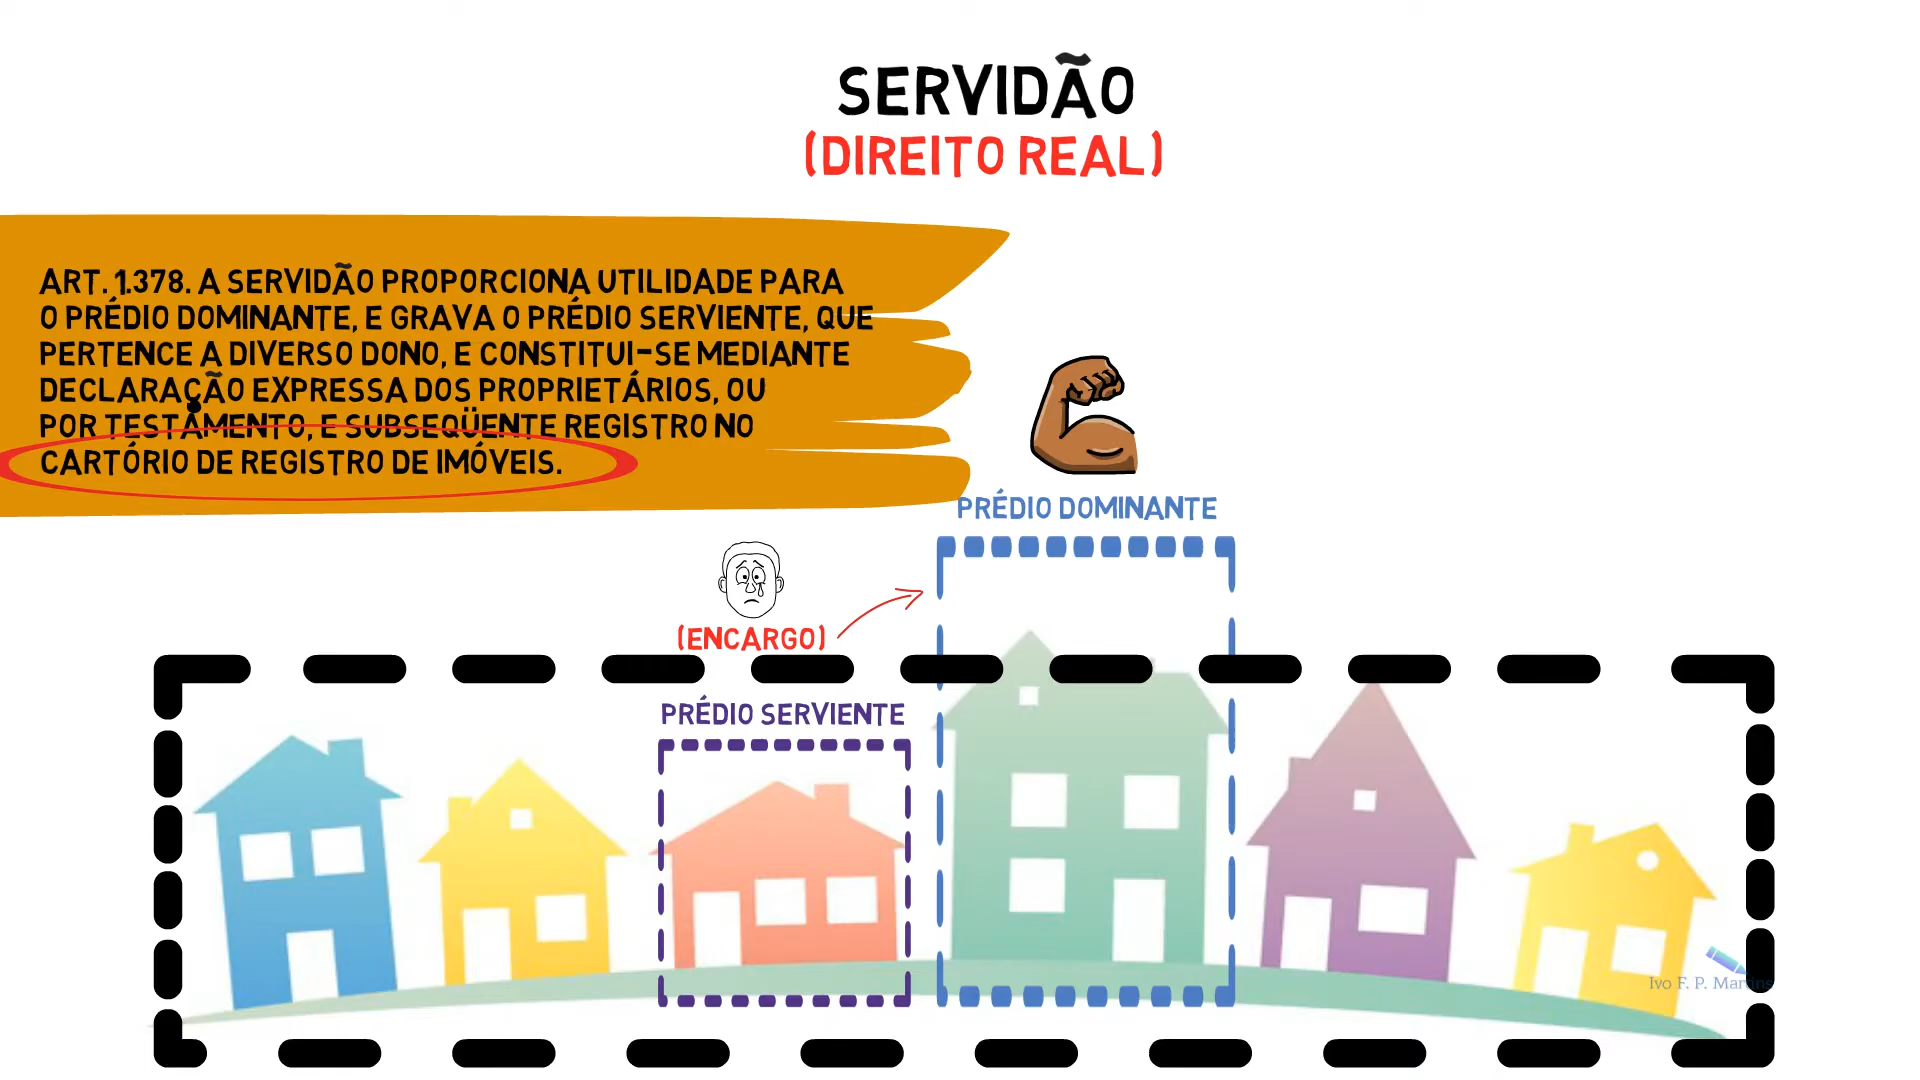 SERVIDÃO
(DIREITO REAL)
ART. 1.378. A SERVIDÃO PROPORCIONA UTILIDADE PARA
O PRÉDIO DOMINANTE, E GRAVA O PRÉDIO SERVIENTE, QUE
PERTENCE A DIVERSO DONO, E CONSTITUI-SE MEDIANTE
DECLARAÇÃO EXPRESSA DOS PROPRIETÁRIOS, OU
POR TESTAMENTO, E SUBSEQÜENTE REGISTRO NO
CARTÓRIO DE REGISTRO DE IMÓVEIS.
PRÉDIO DOMINANTE
(ENCARGO)
PRÉDIO SERVIENTE
Ivo F. P. Martins